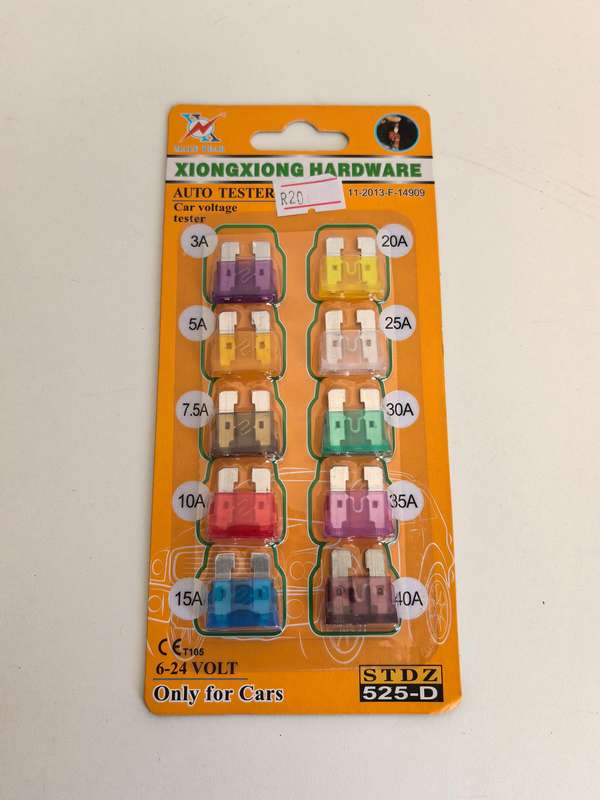 XIONGXIONG HARDWARE
AUTO TESTER
R20
11-2013-F-14909
Car voltage
tester
3A
20A
5A
25A
7.5A
30A
10A
35A
15A
40A
CE T105
6-24 VOLT
Only for Cars
STDZ
525-D